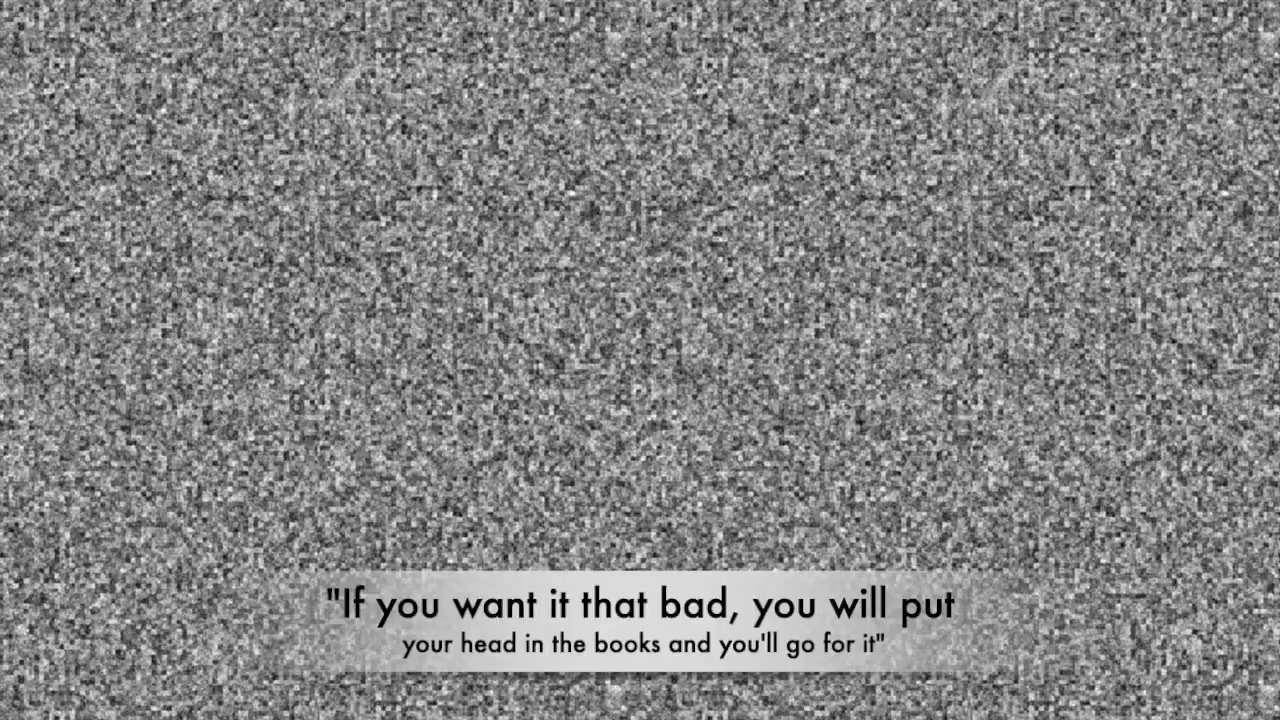 "If you want it that bad, you will put
your head in the books and you'll go for it"